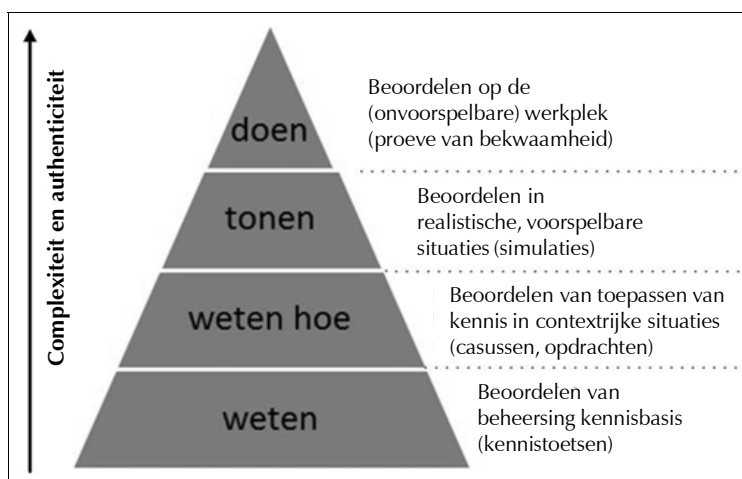 Complexiteit en authenticiteit
doen
Beoordelen op de
(onvoorspelbare) werkplek
(proeve van bekwaamheid)
tonen
Beoordelen in
realistische, voorspelbare
situaties (simulaties)
weten hoe
Beoordelen van toepassen van
kennis in contextrijke situaties
(casussen, opdrachten)
weten
Beoordelen van
beheersing kennisbasis
(kennistoetsen)